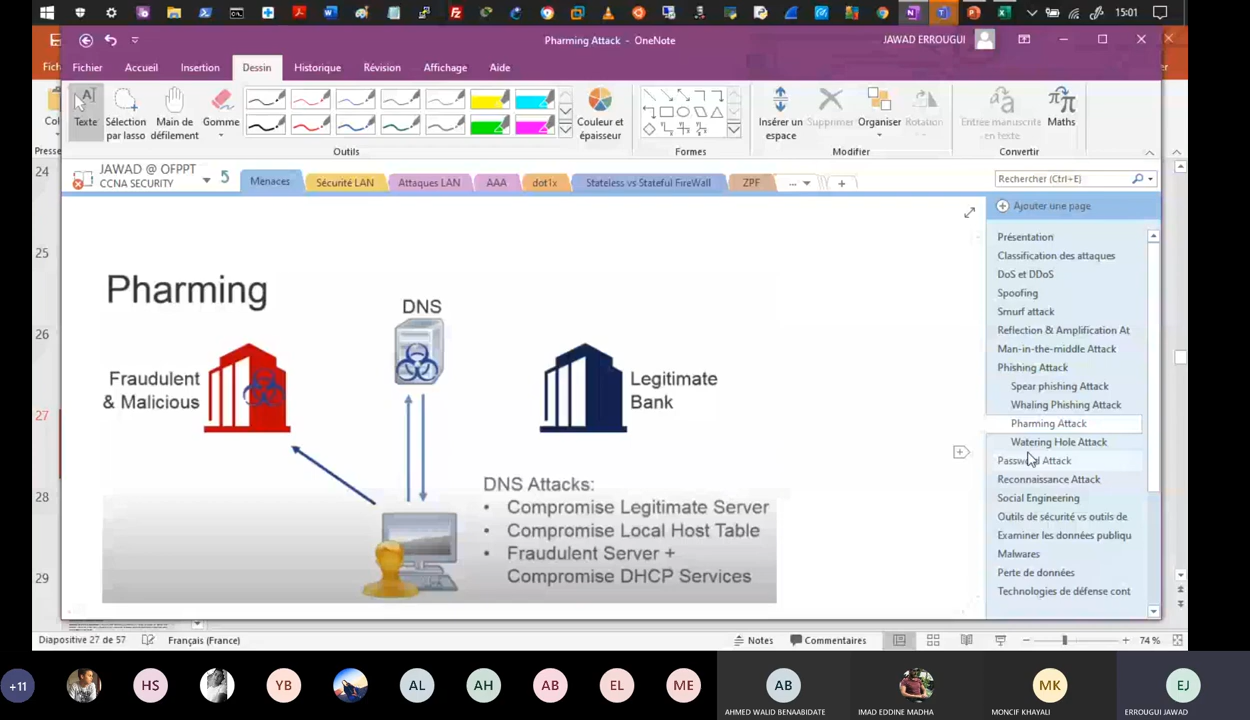 15:01
Pharming Attack - OneNote
JAWAD ERROUGUI
Fichier
Accueil
Insertion
Dessin
Historique
Révision
Affichage
Aide
Texte
Sélection
par lasso
Main de
défilement
Gomme
Couleur et
épaisseur
Insérer un
espace
Supprimer
Organiser
Rotation
Entrée manuscrite
en texte
Maths
Presse
Outils
Formes
Modifier
Convertir
JAWAD @ OFPPT
CCNA SECURITY
Menaces
Sécurité LAN
Attaques LAN
AAA
dot1x
Stateless vs Stateful FireWall
ZPF
...
Rechercher (Ctrl+E)
Ajouter une page
Présentation
Classification des attaques
DoS et DDoS
Spoofing
Smurf attack
Reflection & Amplification At
Man-in-the-middle Attack
Phishing Attack
Spear phishing Attack
Whaling Phishing Attack
Pharming Attack
Watering Hole Attack
Password Attack
Reconnaissance Attack
Social Engineering
Outils de sécurité vs outils de
Examiner les données publiqu
Malwares
Perte de données
Technologies de défense cont
24
25
26
27
28
29
Pharming
DNS
Fraudulent
& Malicious
Legitimate
Bank
DNS Attacks:
• Compromise Legitimate Server
• Compromise Local Host Table
• Fraudulent Server +
Compromise DHCP Services
Diapositive 27 de 57
Français (France)
Notes
Commentaires
74 %
+11
HS
YB
AL
AH
AB
EL
ME
AB
MK
EJ
AHMED WALID BENAABIDATE
IMAD EDDINE MADHA
MONCIF KHAYALI
ERROUGUI JAWAD